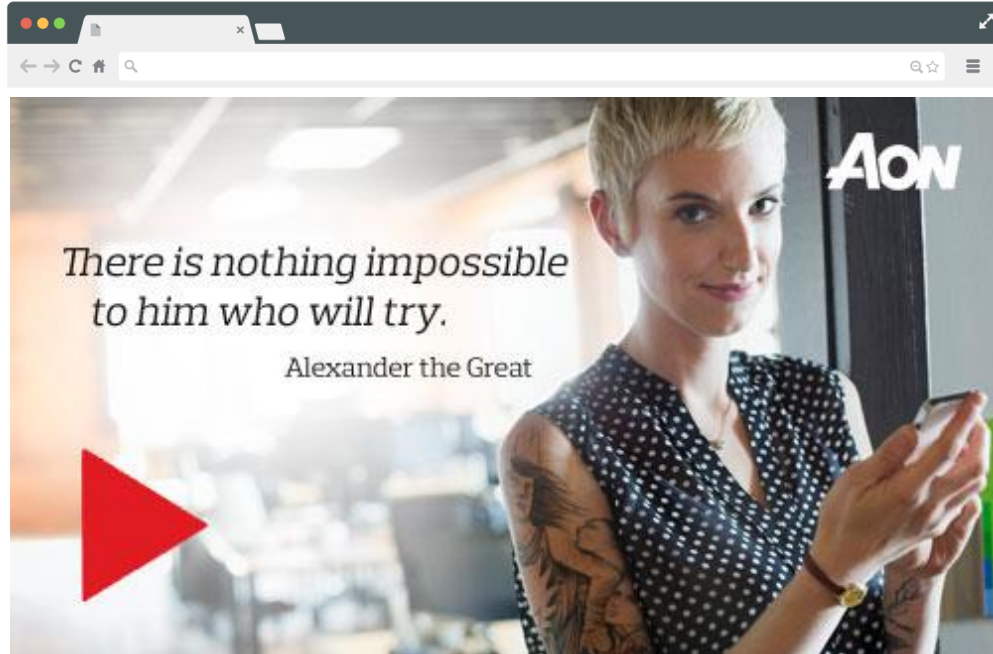 AON
There is nothing impossible
to him who will try.
Alexander the Great